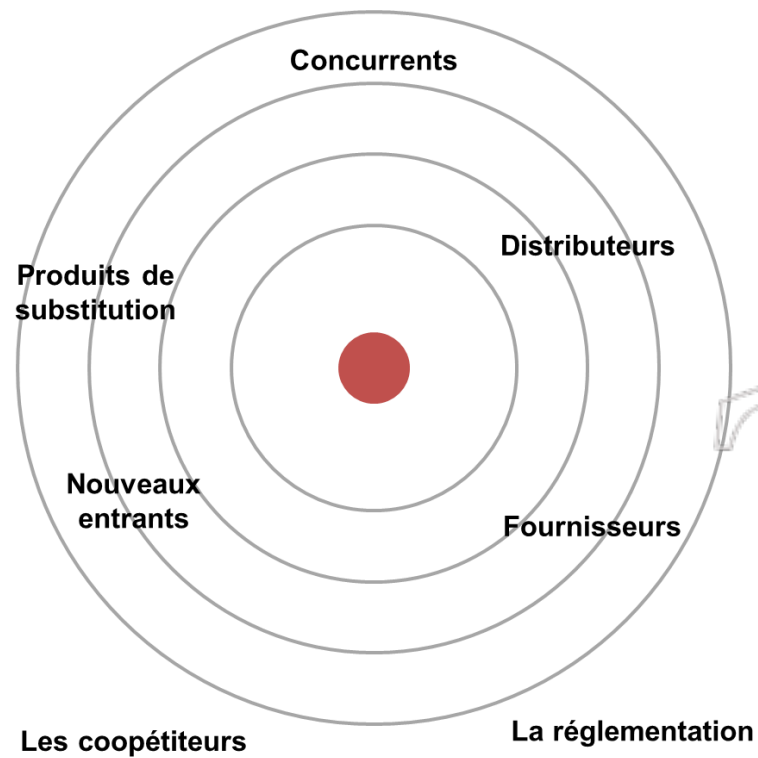 Concurrents
Distributeurs
Produits de
substitution
Nouveaux
entrants
Fournisseurs
Les coopétiteurs
La réglementation